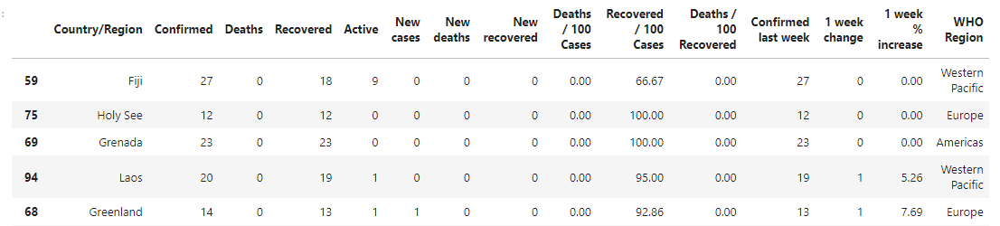 :
Country/Region Confirmed Deaths Recovered Active New cases New deaths New recovered Deaths / 100 Cases Recovered / 100 Cases Deaths / 100 Recovered Confirmed last week 1 week change 1 week % increase WHO Region
59 Fiji 27 0 18 9 0 0 0 0.00 66.67 0.00 27 0 0.00 Western Pacific
75 Holy See 12 0 12 0 0 0 0 0.00 100.00 0.00 12 0 0.00 Europe
69 Grenada 23 0 23 0 0 0 0 0.00 100.00 0.00 23 0 0.00 Americas
94 Laos 20 0 19 1 0 0 0 0.00 95.00 0.00 19 1 5.26 Western Pacific
68 Greenland 14 0 13 1 1 0 0 0.00 92.86 0.00 13 1 7.69 Europe